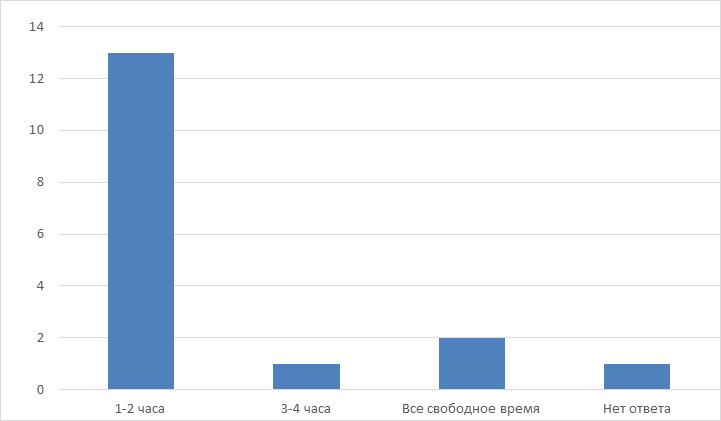 14
12
10
8
6
4
2
0
1-2 часа
3-4 часа
Все свободное время
Нет ответа